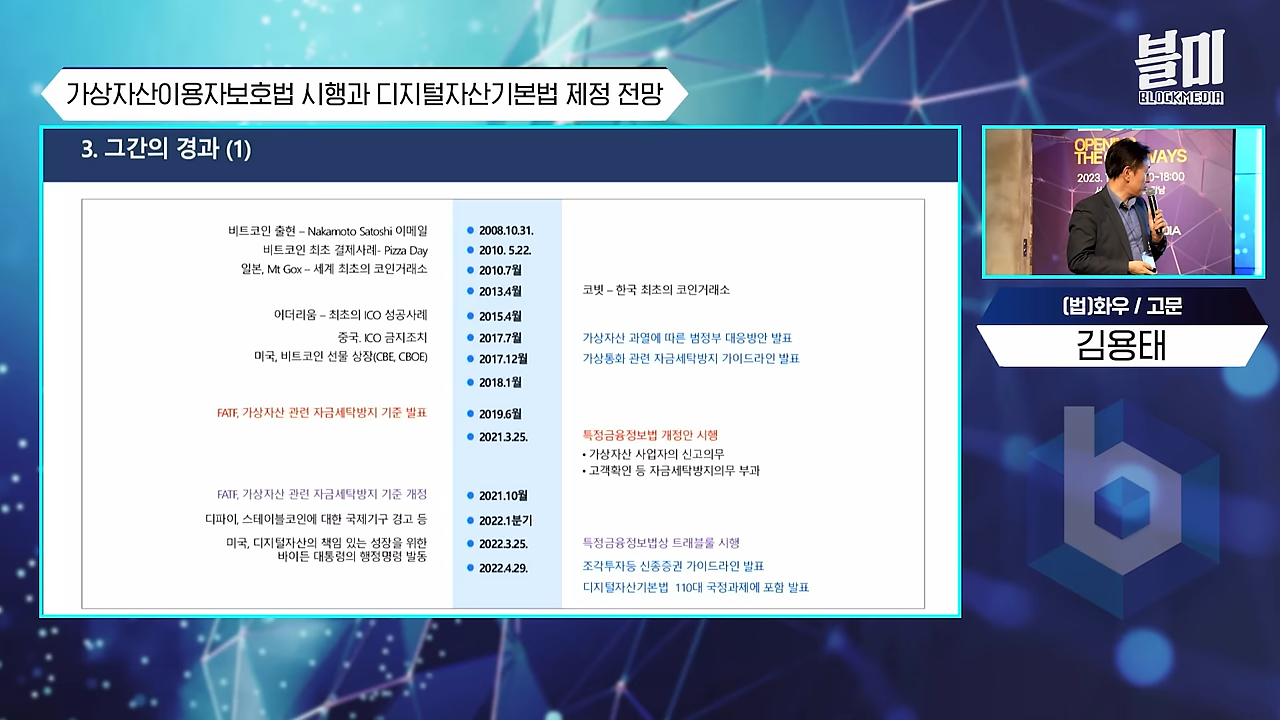 블미
BLOCKMEDIA
가상자산이용자보호법 시행과 디지털자산기본법 제정 전망
3. 그간의 경과 (1)
비트코인 출현 – Nakamoto Satoshi 이메일
2008.10.31.
비트코인 최초 결제사례- Pizza Day
2010. 5.22.
일본, Mt Gox – 세계 최초의 코인거래소
2010.7월
2013.4월
코빗 – 한국 최초의 코인거래소
이더리움 – 최초의 ICO 성공사례
2015.4월
중국. ICO 금지조치
2017.7월
가상자산 과열에 따른 범정부 대응방안 발표
미국, 비트코인 선물 상장(CBE, CBOE)
2017.12월
가상통화 관련 자금세탁방지 가이드라인 발표
2018.1월
FATF, 가상자산 관련 자금세탁방지 기준 발표
2019.6월
2021.3.25.
특정금융정보법 개정안 시행
• 가상자산 사업자의 신고의무
• 고객확인 등 자금세탁방지의무 부과
FATF, 가상자산 관련 자금세탁방지 기준 개정
2021.10월
디파이, 스테이블코인에 대한 국제기구 경고 등
2022.1분기
미국, 디지털자산의 책임 있는 성장을 위한
바이든 대통령의 행정명령 발동
2022.3.25.
특정금융정보법상 트래블룰 시행
2022.4.29.
조각투자등 신종증권 가이드라인 발표
디지털자산기본법 110대 국정과제에 포함 발표
THE
WAYS
2023.
0-18:00
(법)화우 / 고문
김용태